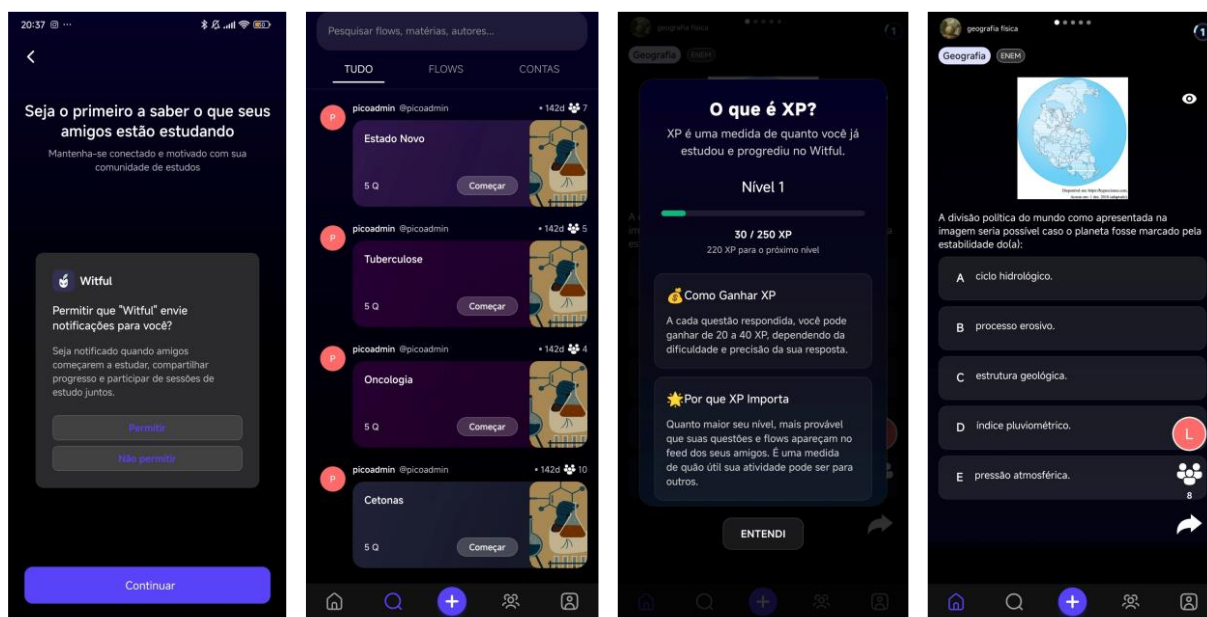 20:37
Seja o primeiro a saber o que seus
amigos estão estudando
Mantenha-se conectado e motivado com sua
comunidade de estudos
Witful
Permitir que "Witful" envie
notificações para você?
Seja notificado quando amigos
começarem a estudar, compartilhar
progresso e participar de sessões de
estudo juntos.
Permitir
Não permitir
Continuar
Pesquisar flows, matérias, autores...
TUDO FLOWS CONTAS
P
picoadmin @picoadmin • 142d 7
Estado Novo
5 Q Começar
P
picoadmin @picoadmin • 142d 5
Tuberculose
5 Q Começar
P
picoadmin @picoadmin • 142d 4
Oncologia
5 Q Começar
P
picoadmin @picoadmin • 142d 10
Cetonas
5 Q Começar
geografia física
1
Geografia ENEM
O que é XP?
XP é uma medida de quanto você já
estudou e progrediu no Witful.
Nível 1
30 / 250 XP
220 XP para o próximo nível
💰Como Ganhar XP
A cada questão respondida, você pode
ganhar de 20 a 40 XP, dependendo da
dificuldade e precisão da sua resposta.
🌟Por que XP Importa
Quanto maior seu nível, mais provável
que suas questões e flows apareçam no
feed dos seus amigos. É uma medida
de quão útil sua atividade pode ser para
outros.
ENTENDI
geografia física
1
Geografia ENEM
A divisão política do mundo como apresentada na
imagem seria possível caso o planeta fosse marcado pela
estabilidade do(a):
A ciclo hidrológico.
B processo erosivo.
C estrutura geológica.
D índice pluviométrico.
L
E pressão atmosférica.
8